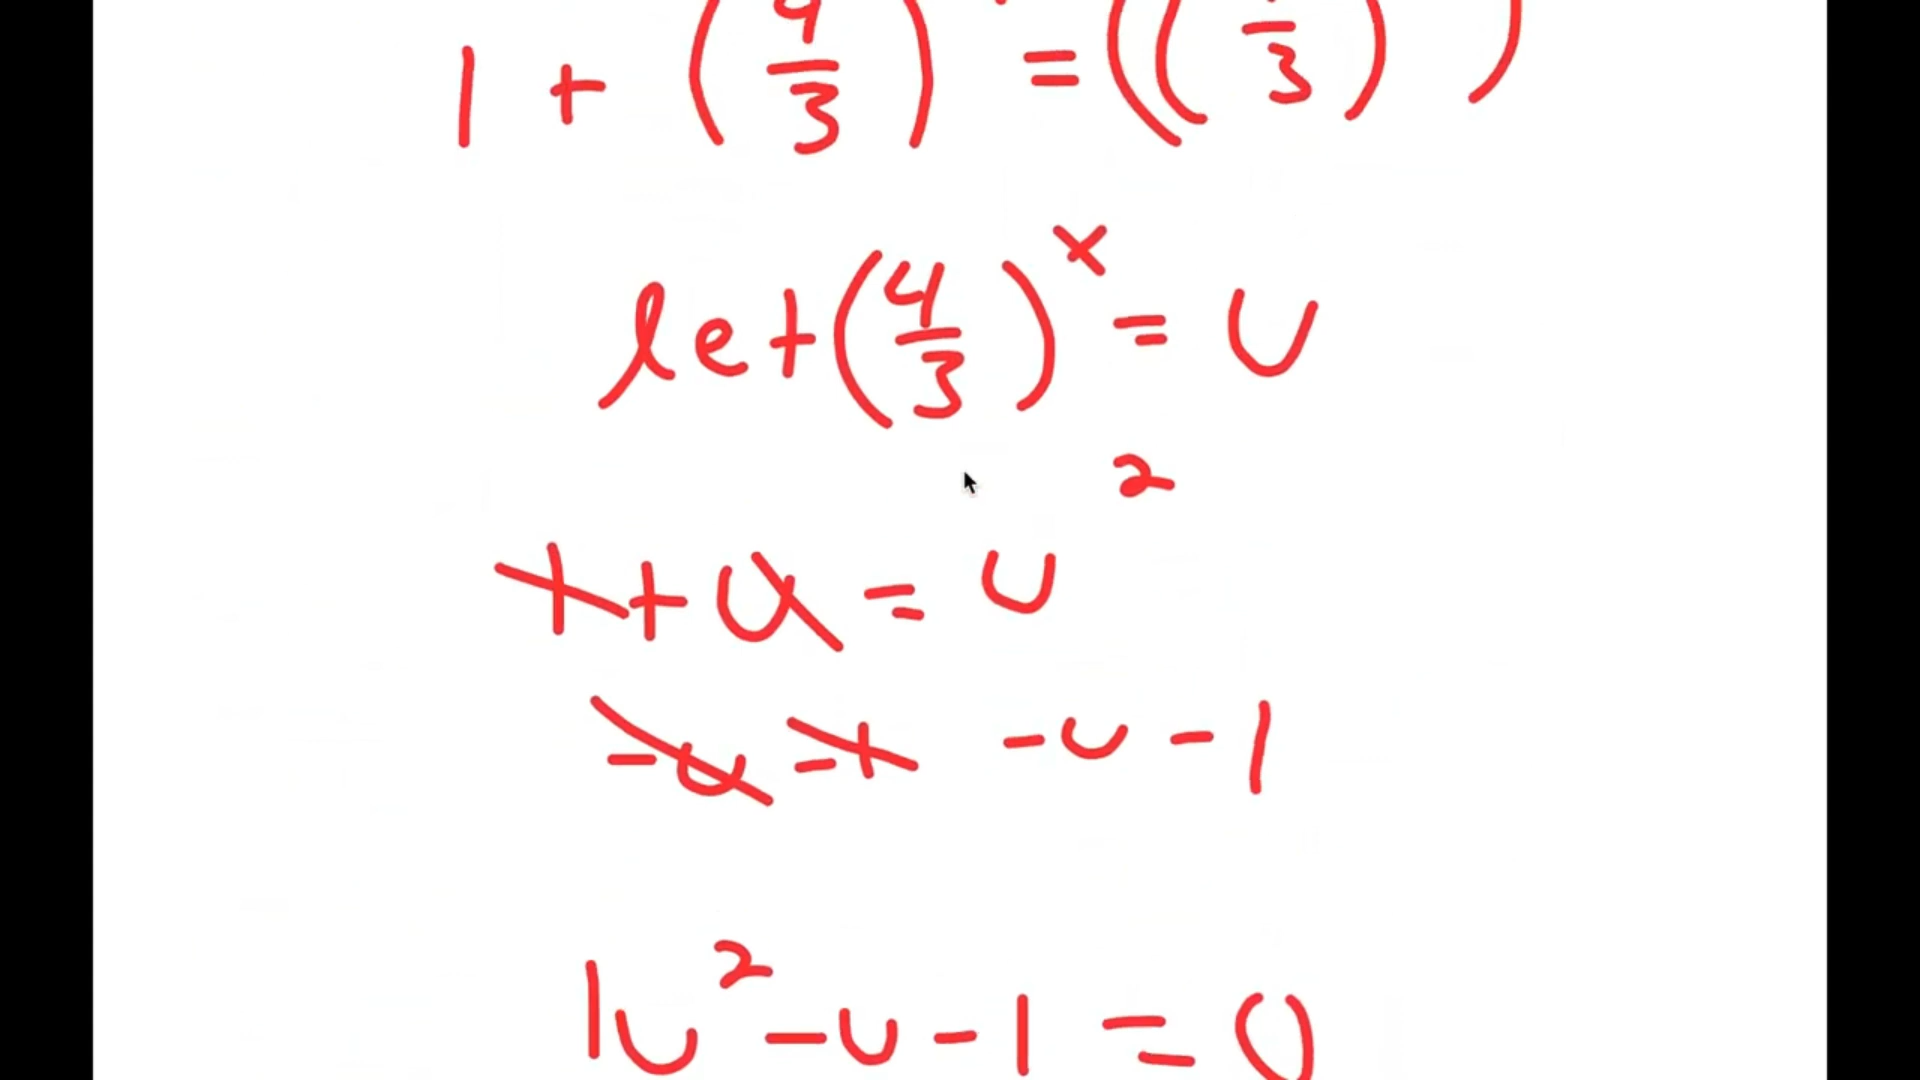 1 + (4/3) = ((/3) )
let (4/3)^x = U
1 + U = U^2
-U -1 -U -1
1U^2 - U - 1 = 0